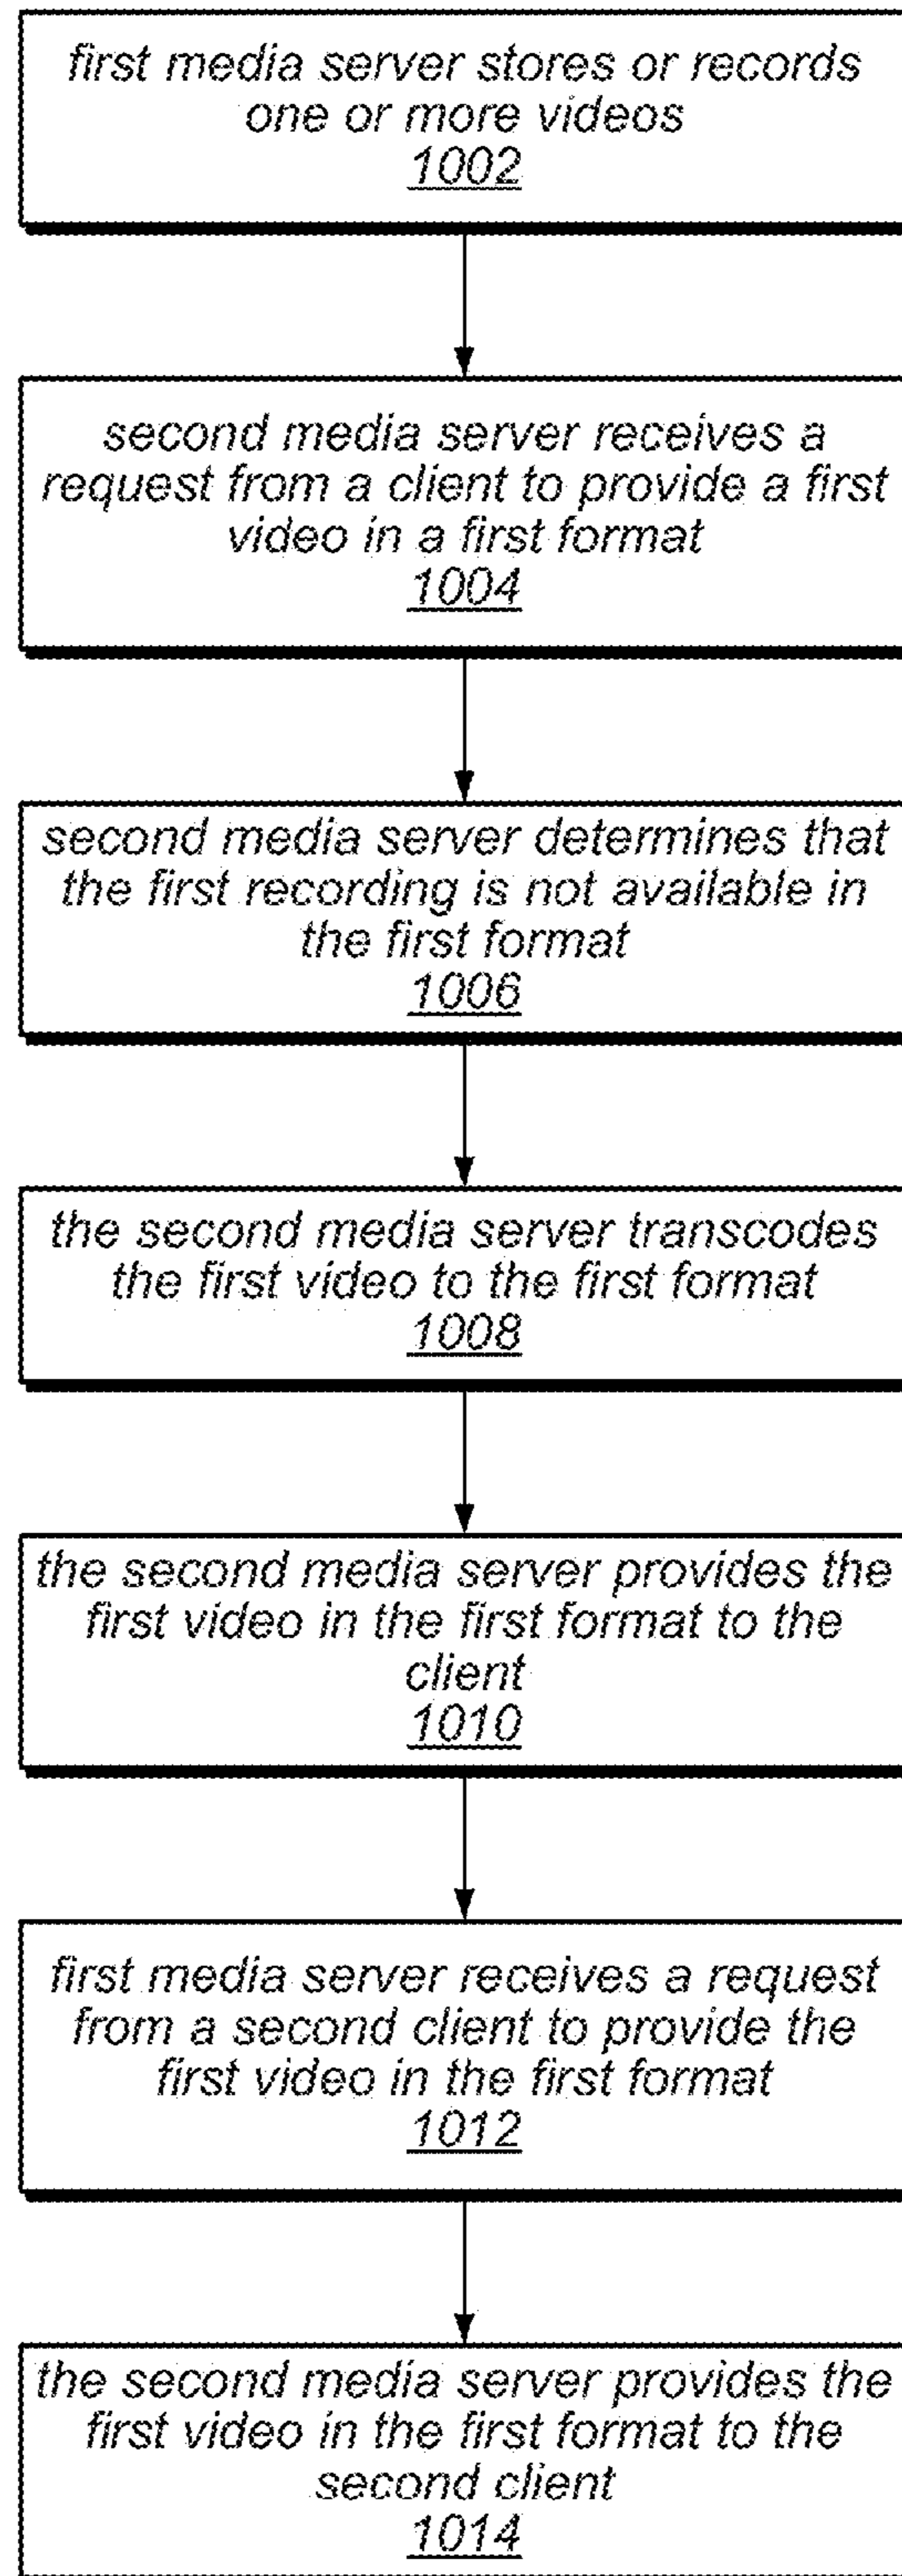 first media server stores or records
one or more videos
1002
second media server receives a
request from a client to provide a first
video in a first format
1004
second media server determines that
the first recording is not available in
the first format
1006
the second media server transcodes
the first video to the first format
1008
the second media server provides the
first video in the first format to the
client
1010
first media server receives a request
from a second client to provide the
first video in the first format
1012
the second media server provides the
first video in the first format to the
second client
1014